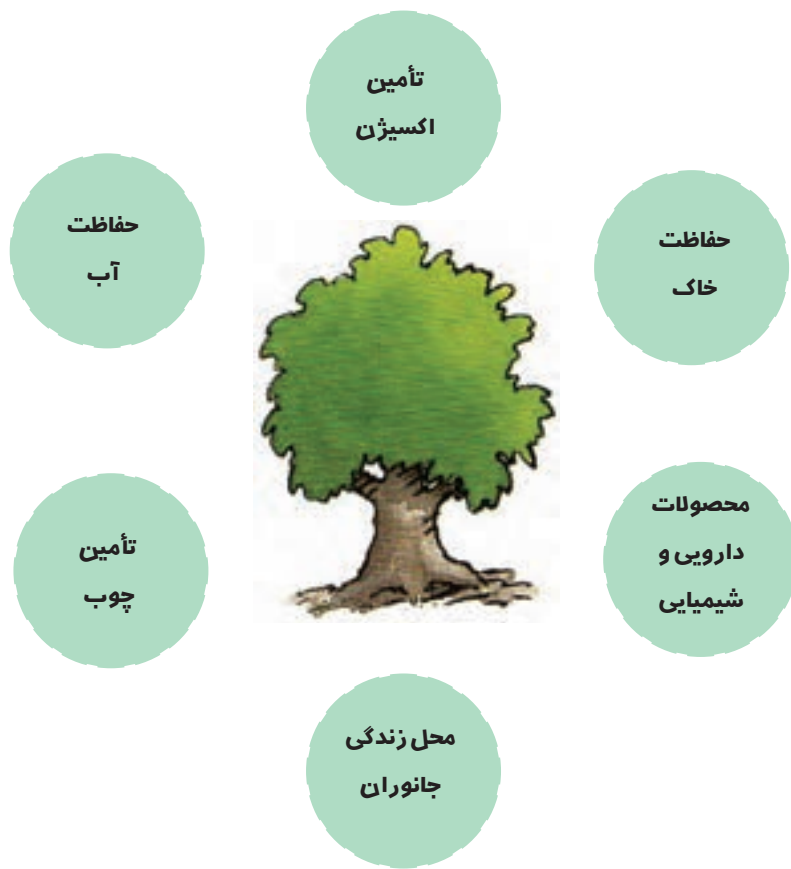 تأمین
اکسیژن
حفاظت
خاک
حفاظت
آب
محصولات
دارویی و
شیمیایی
تأمین
چوب
محل زندگی
جانوران